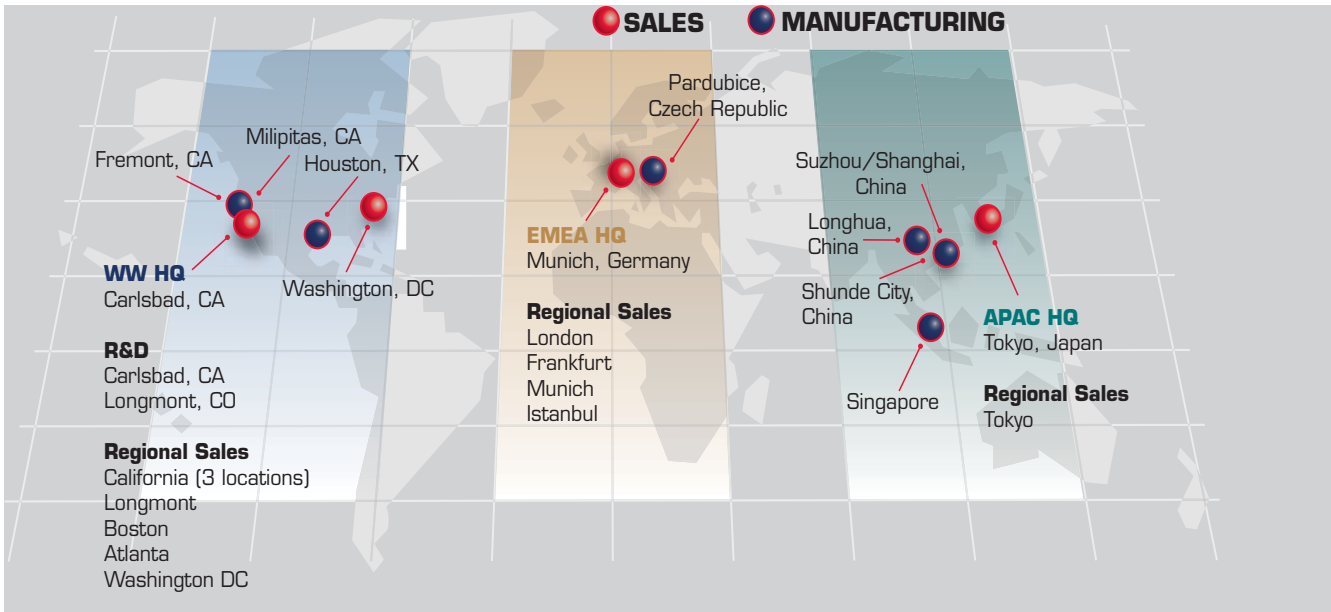 SALES
MANUFACTURING
Fremont, CA
Milipitas, CA
Houston, TX
WW HQ
Carlsbad, CA
Washington, DC
R&D
Carlsbad, CA
Longmont, CO
Regional Sales
California (3 locations)
Longmont
Boston
Atlanta
Washington DC
Pardubice,
Czech Republic
EMEA HQ
Munich, Germany
Regional Sales
London
Frankfurt
Munich
Istanbul
Suzhou/Shanghai,
China
Longhua,
China
Shunde City,
China
Singapore
APAC HQ
Tokyo, Japan
Regional Sales
Tokyo